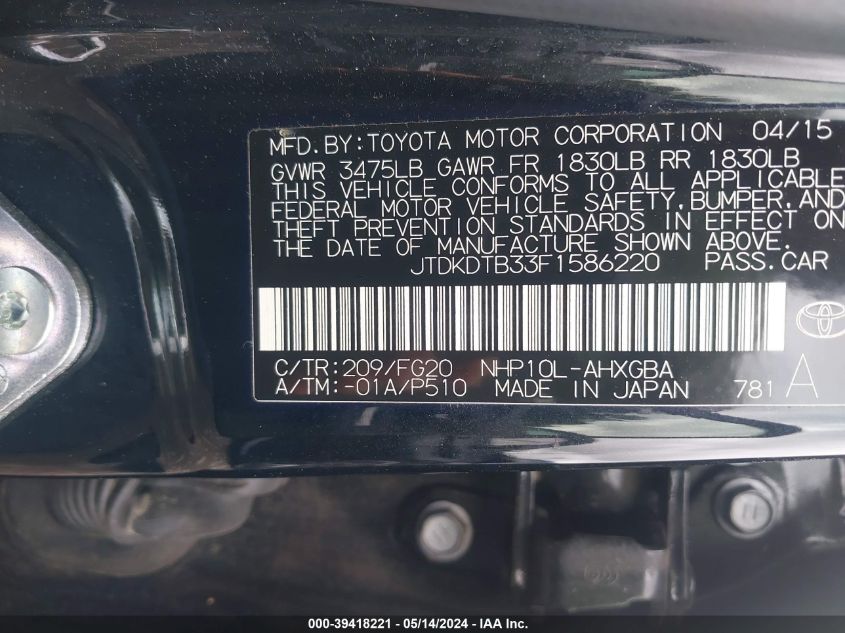 MFD. BY: TOYOTA MOTOR CORPORATION 04/15
GVWR 3475LB GAWR FR 1830LB RR 1830LB
THIS VEHICLE CONFORMS TO ALL APPLICABLE
FEDERAL MOTOR VEHICLE SAFETY, BUMPER, AND
THEFT PREVENTION STANDARDS IN EFFECT ON
THE DATE OF MANUFACTURE SHOWN ABOVE.
JTDKDTB33F1586220 PASS. CAR
C/TR: 209/FG20 NHP10L-AHXGBA
A/TM: -01A/P510 MADE IN JAPAN 781 A
000-39418221 - 05/14/2024 - IAA Inc.